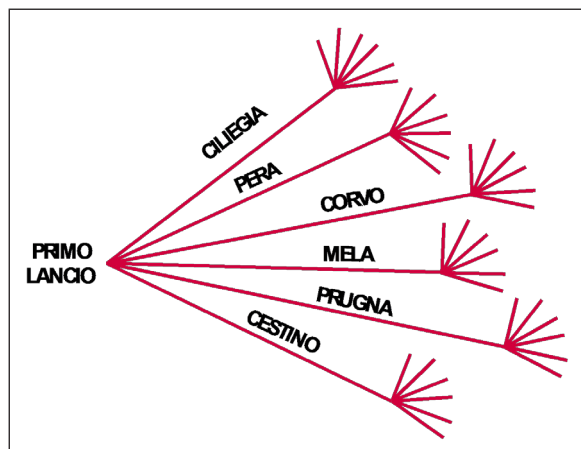 CILIEGIA
PERA
CORVO
PRIMO
LANCIO
MELA
PRUGNA
CESTINO